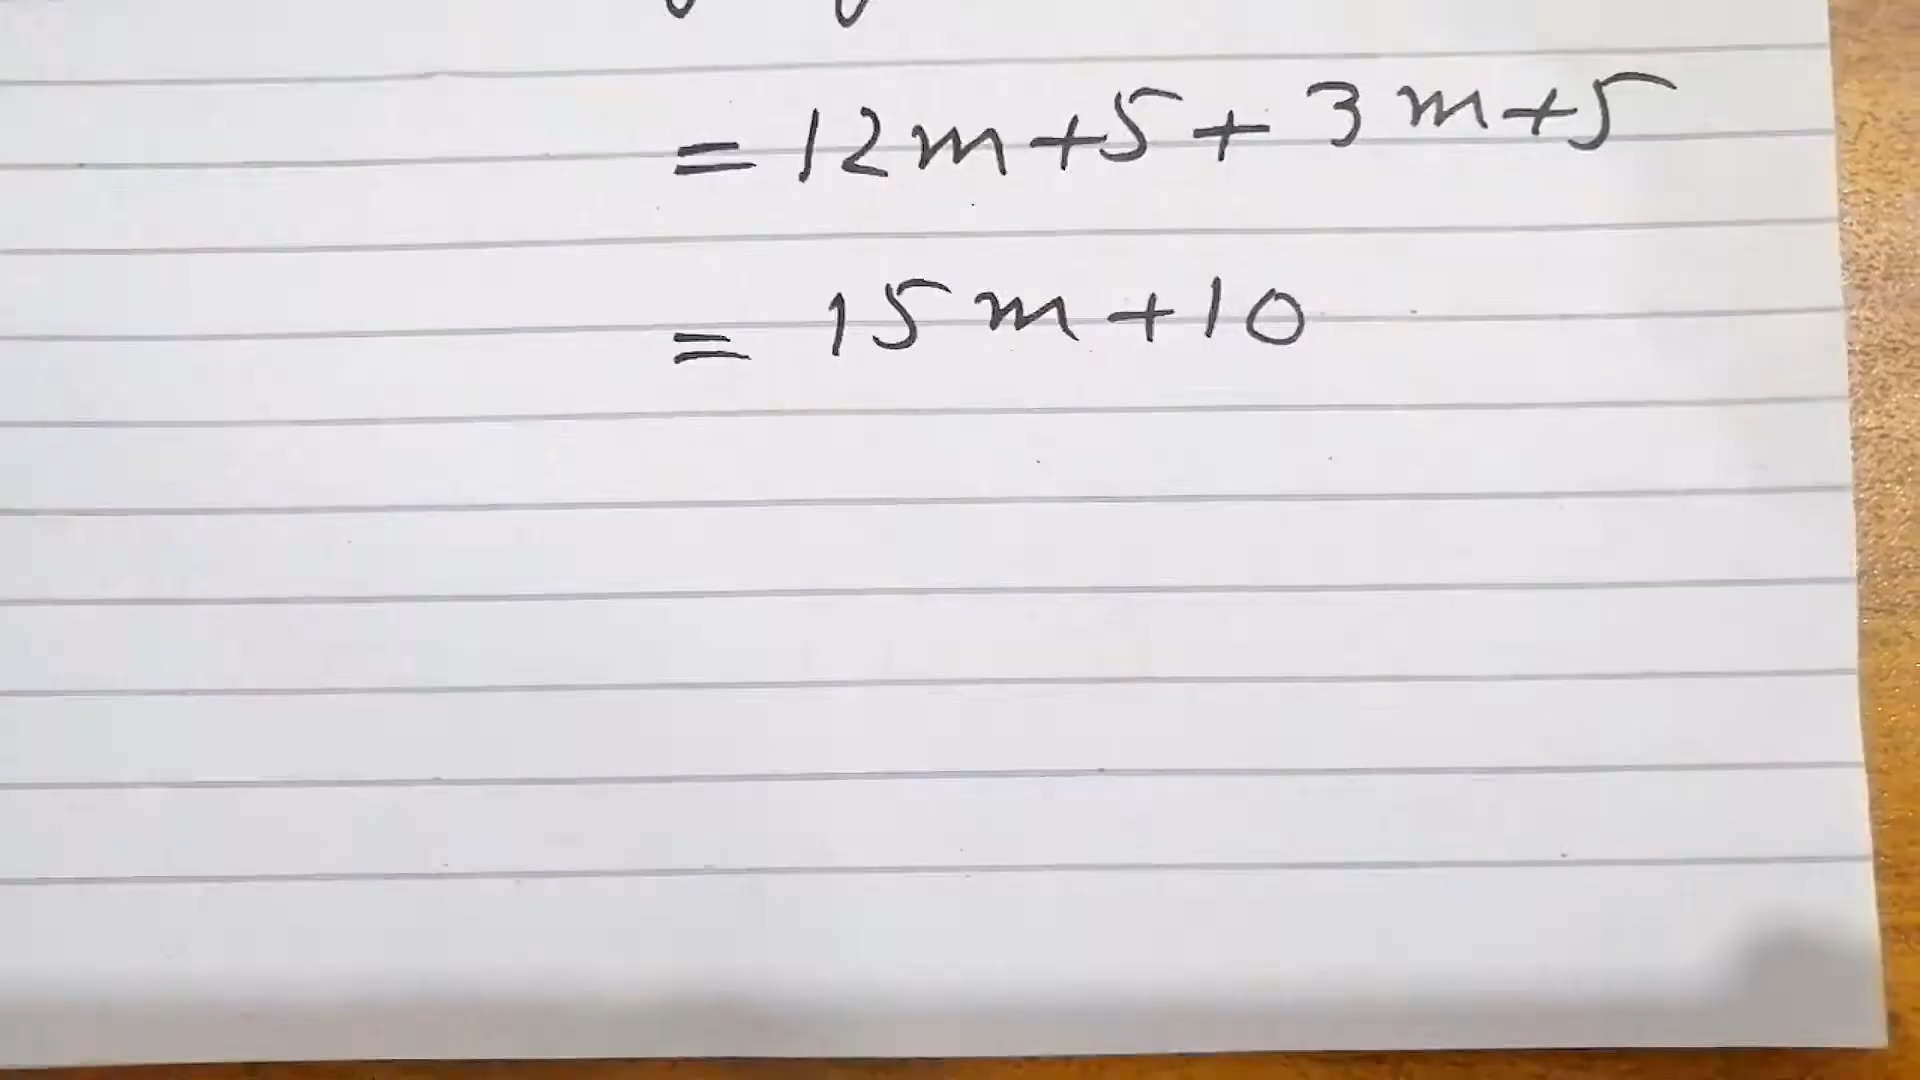 = 12m + 5 + 3m + 5
= 15m + 10